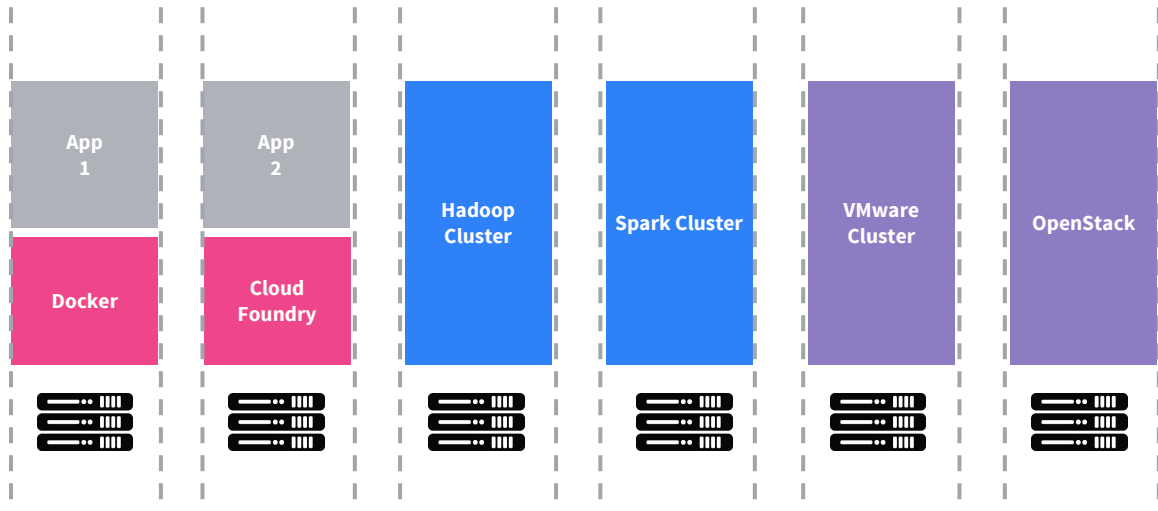 App
1
App
2
Hadoop
Cluster
Spark Cluster
VMware
Cluster
OpenStack
Docker
Cloud
Foundry